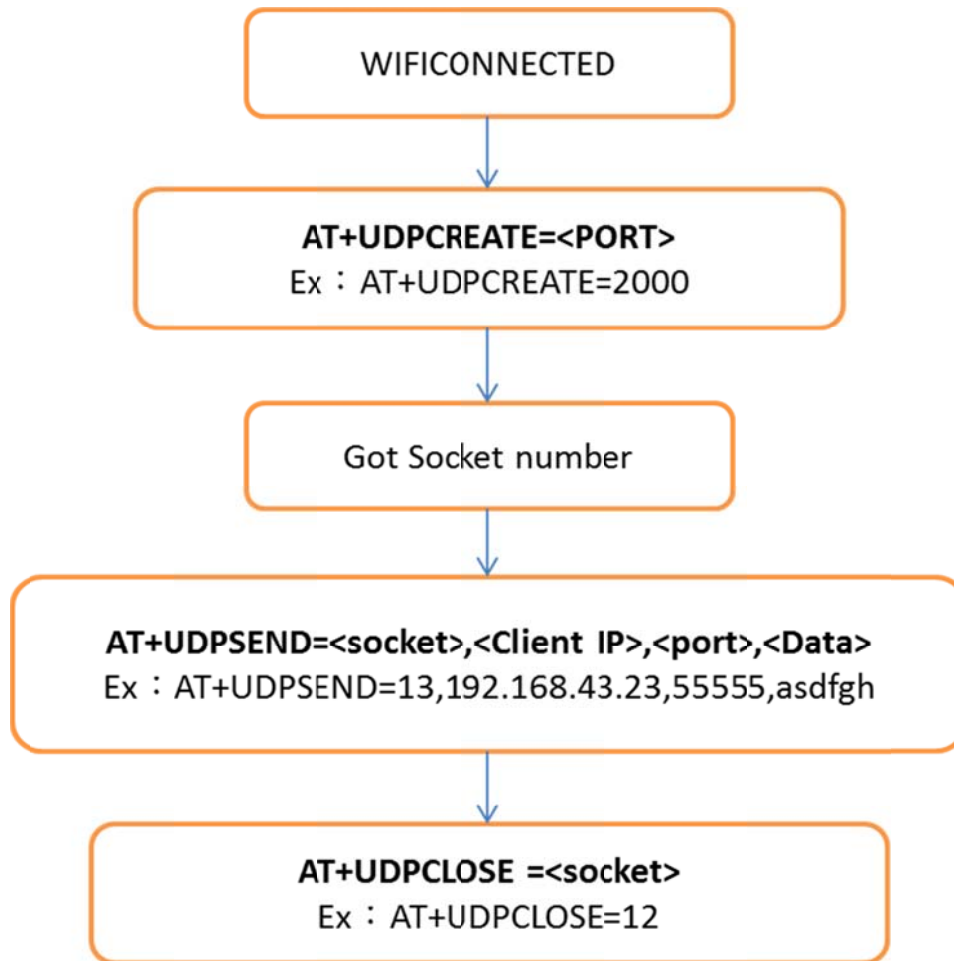 WIFICONNECTED
AT+UDPCREATE=<PORT>
Ex：AT+UDPCREATE=2000
Got Socket number
AT+UDPSEND=<socket>,<Client IP>,<port>,<Data>
Ex：AT+UDPSEND=13,192.168.43.23,55555,asdfgh
AT+UDPCLOSE =<socket>
Ex：AT+UDPCLOSE=12